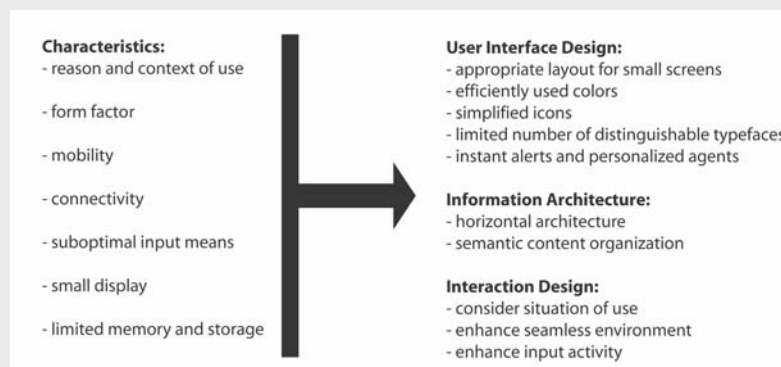 Characteristics:
- reason and context of use
- form factor
- mobility
- connectivity
- suboptimal input means
- small display
- limited memory and storage
User Interface Design:
- appropriate layout for small screens
- efficiently used colors
- simplified icons
- limited number of distinguishable typefaces
- instant alerts and personalized agents
Information Architecture:
- horizontal architecture
- semantic content organization
Interaction Design:
- consider situation of use
- enhance seamless environment
- enhance input activity